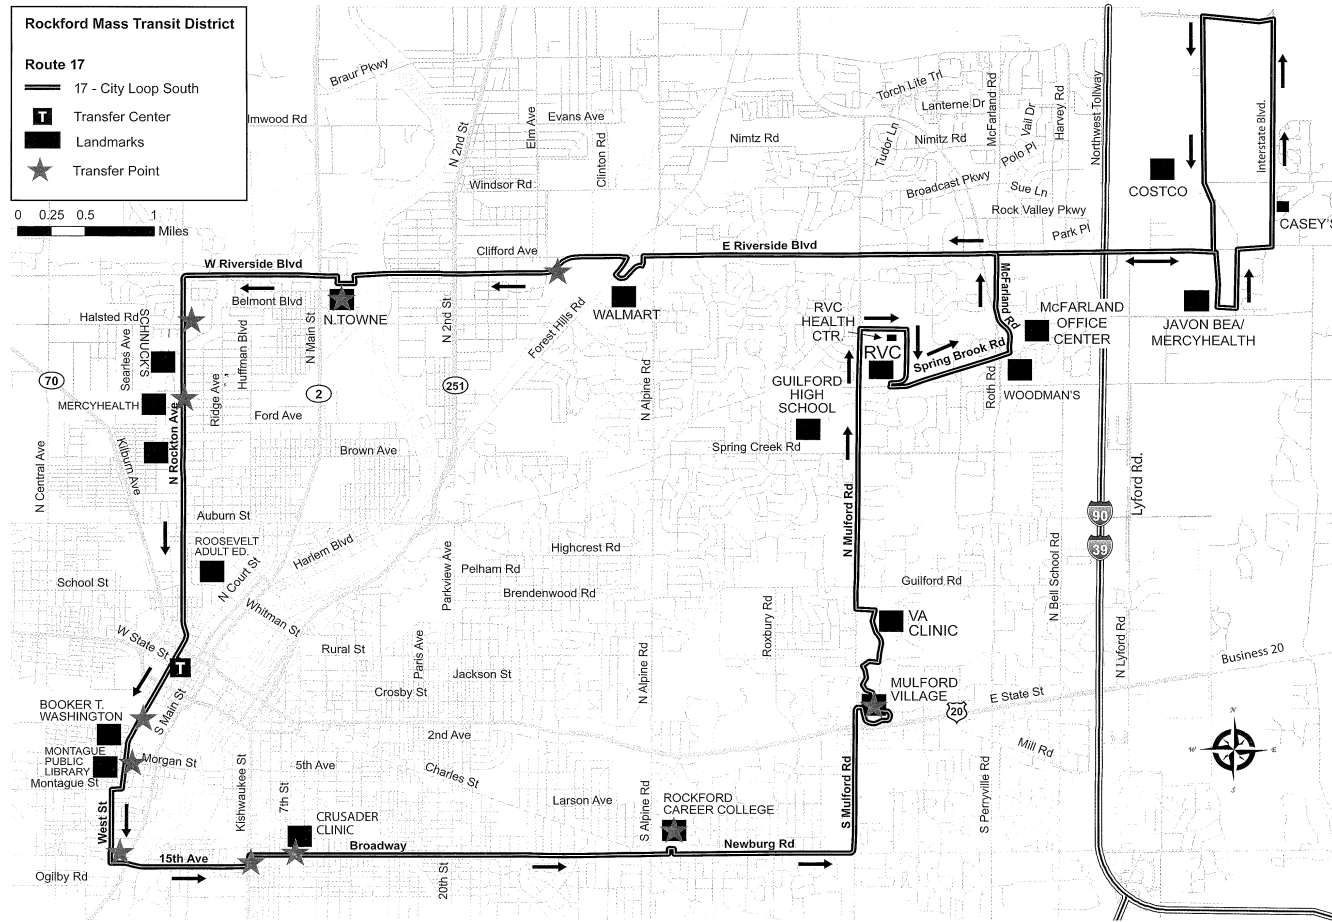 Rockford Mass Transit District
Route 17
17 - City Loop South
T
Transfer Center
Landmarks
Transfer Point
0 0.25 0.5 1
Miles
lmwood Rd
Braur Pkwy
N 2nd St
Elm Ave
Evans Ave
Clinton Rd
Windsor Rd
Nimtz Rd
Torch Lite Trl
Lanterne Dr
McFarland Rd
Vail Dr
Harvey Rd
Northwest Tollway
Tudor Ln
Nimitz Rd
Polo Pl
Broadcast Pkwy
Sue Ln
Rock Valley Pkwy
Park Pl
Interstate Blvd.
COSTCO
CASEY'S
W Riverside Blvd
Clifford Ave
E Riverside Blvd
Belmont Blvd
N.TOWNE
Halsted Rd
SCHNUCK'S
Searles Ave
Huffman Blvd
N Main St
N 2nd St
Forest Hills Rd
WALMART
N Alpine Rd
RVC
HEALTH
CTR.
RVC
McFarland Rd
Spring Brook Rd
McFARLAND
OFFICE
CENTER
JAVON BEA/
MERCYHEALTH
Roth Rd
WOODMAN'S
GUILFORD
HIGH
SCHOOL
Spring Creek Rd
70
2
251
MERCYHEALTH
N Rockton Ave
Ridge Ave
Ford Ave
Brown Ave
N Central Ave
Kilburn Ave
Auburn St
ROOSEVELT
ADULT ED.
N Court St
Harlem Blvd
Highcrest Rd
Parkview Ave
Pelham Rd
Brendenwood Rd
N Mulford Rd
Lyford Rd.
90
39
School St
Whitman St
W State St
T
Rural St
Paris Ave
Jackson St
Crosby St
N Alpine Rd
Roxbury Rd
Guilford Rd
VA
CLINIC
N Bell School Rd
N Lyford Rd
Business 20
MULFORD
VILLAGE
20
E State St
BOOKER T.
WASHINGTON
S Main St
MONTAGUE
PUBLIC
LIBRARY
Montague St
Morgan St
2nd Ave
5th Ave
Charles St
Kishwaukee St
7th St
West St
CRUSADER
CLINIC
Larson Ave
S Alpine Rd
ROCKFORD
CAREER COLLEGE
S Mulford Rd
S Perryville Rd
Mill Rd
N
W E
S
15th Ave
Broadway
Newburg Rd
20th St
Ogilby Rd